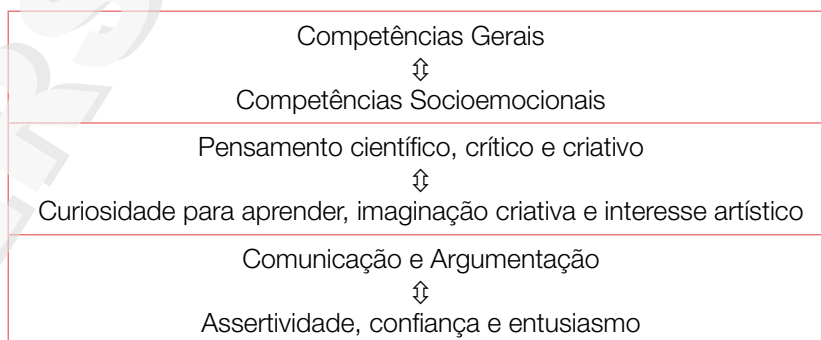 Competências Gerais
⇳
Competências Socioemocionais
Pensamento científico, crítico e criativo
⇳
Curiosidade para aprender, imaginação criativa e interesse artístico
Comunicação e Argumentação
⇳
Assertividade, confiança e entusiasmo